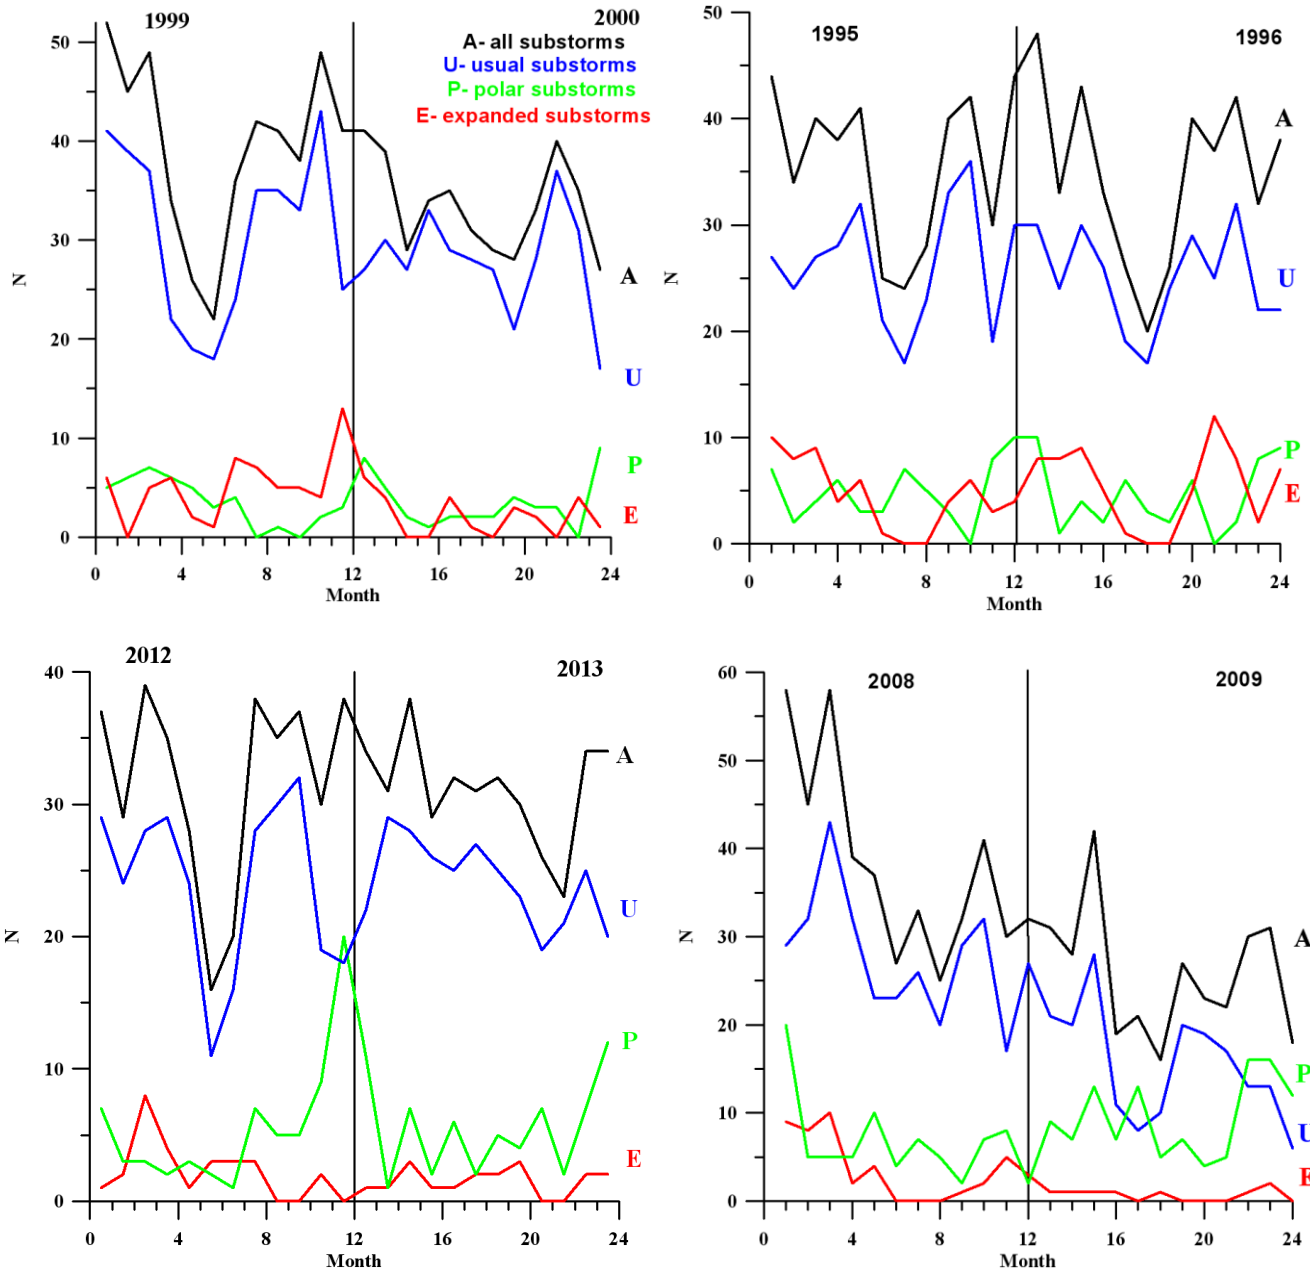 1999
2000
A- all substorms
U- usual substorms
P- polar substorms
E- expanded substorms
50
40
30
20
10
0
N
A
U
P
E
0 4 8 12 16 20 24
Month
1995
1996
50
40
30
20
10
0
N
A
U
P
E
0 4 8 12 16 20 24
Month
2012
2013
40
30
20
10
0
N
A
U
P
E
0 4 8 12 16 20 24
Month
2008
2009
60
50
40
30
20
10
0
N
A
P
U
E
0 4 8 12 16 20 24
Month